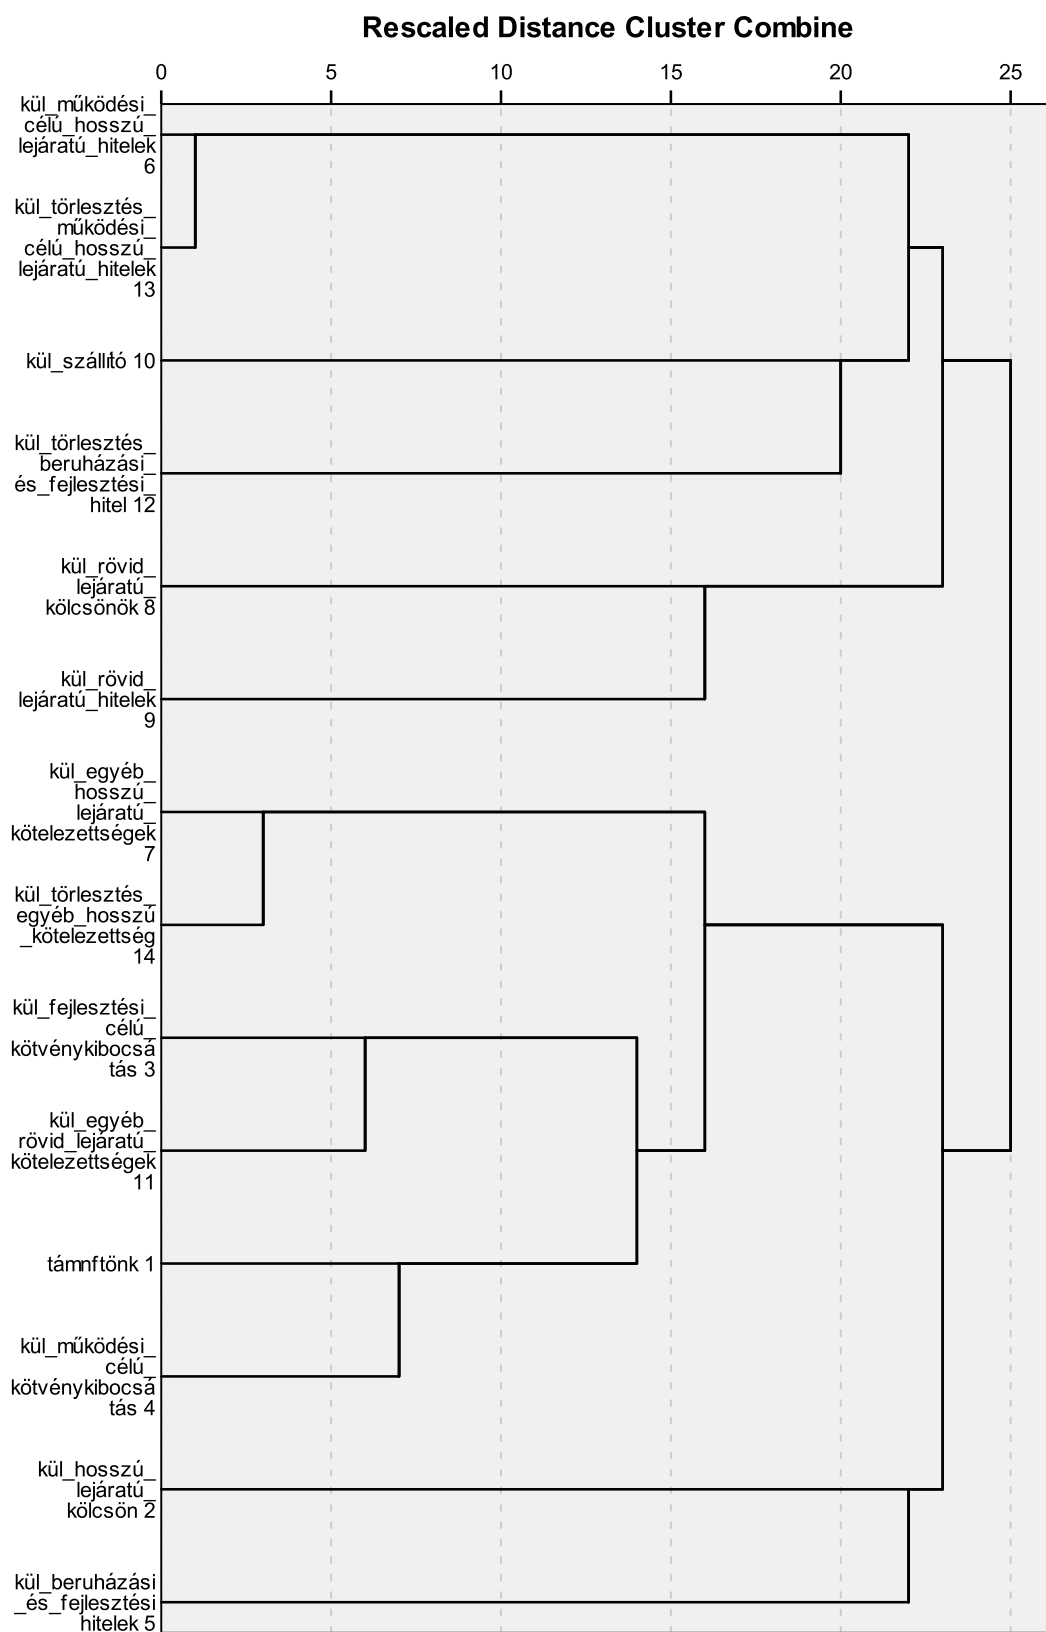 Rescaled Distance Cluster Combine
0 5 10 15 20 25
kül_működési_
célú_hosszú_
lejáratú_hitelek
6
kül_törlesztés_
működési_
célú_hosszú_
lejáratú_hitelek
13
kül_szállító 10
kül_törlesztés_
beruházási_
és_fejlesztési_
hitel 12
kül_rövid_
lejáratú_
kölcsönök 8
kül_rövid_
lejáratú_hitelek
9
kül_egyéb_
hosszú_
lejáratú_
kötelezettségek
7
kül_törlesztés_
egyéb_hosszú
_kötelezettség
14
kül_fejlesztési_
célú_
kötvénykibocsá
tás 3
kül_egyéb_
rövid_lejáratú_
kötelezettségek
11
támnftönk 1
kül_működési_
célú_
kötvénykibocsá
tás 4
kül_hosszú_
lejáratú_
kölcsön 2
kül_beruházási
_és_fejlesztési
hitelek 5